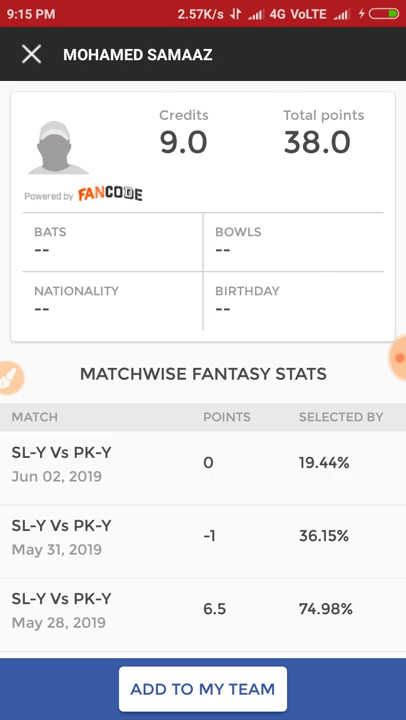 9:15 PM 2.57K/s 4G VoLTE
MOHAMED SAMAAZ
Credits Total points
9.0 38.0
Powered by FANCODE
BATS BOWLS
-- --
NATIONALITY BIRTHDAY
-- --
MATCHWISE FANTASY STATS
MATCH POINTS SELECTED BY
SL-Y Vs PK-Y
0 19.44%
Jun 02, 2019
SL-Y Vs PK-Y
-1 36.15%
May 31, 2019
SL-Y Vs PK-Y
6.5 74.98%
May 28, 2019
ADD TO MY TEAM